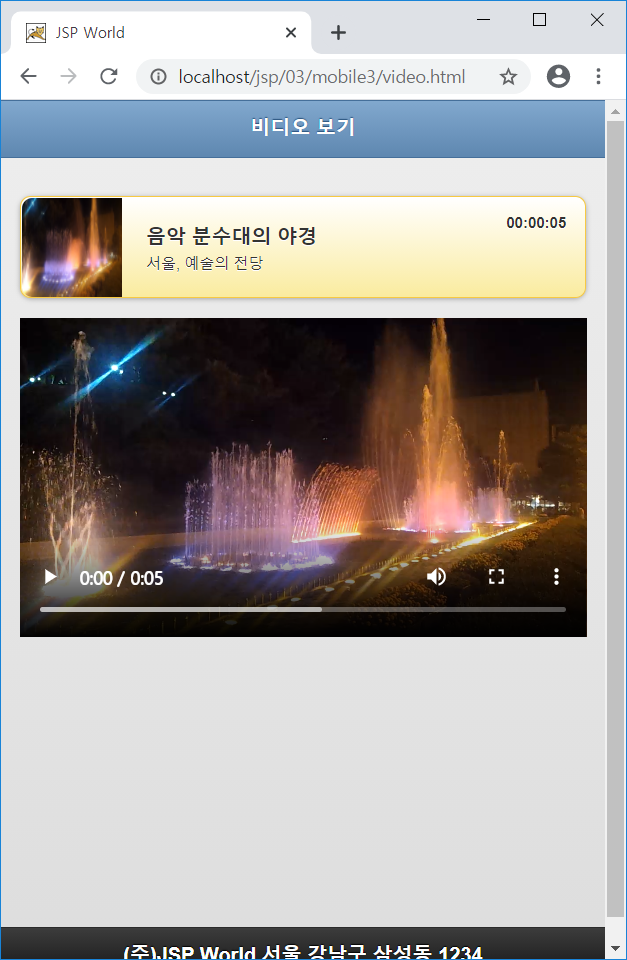 JSP World
localhost/jsp/03/mobile3/video.html
비디오 보기
음악 분수대의 야경
00:00:05
서울, 예술의 전당
0:00 / 0:05
(주)JSP World 서울 강남구 삼성동 1234